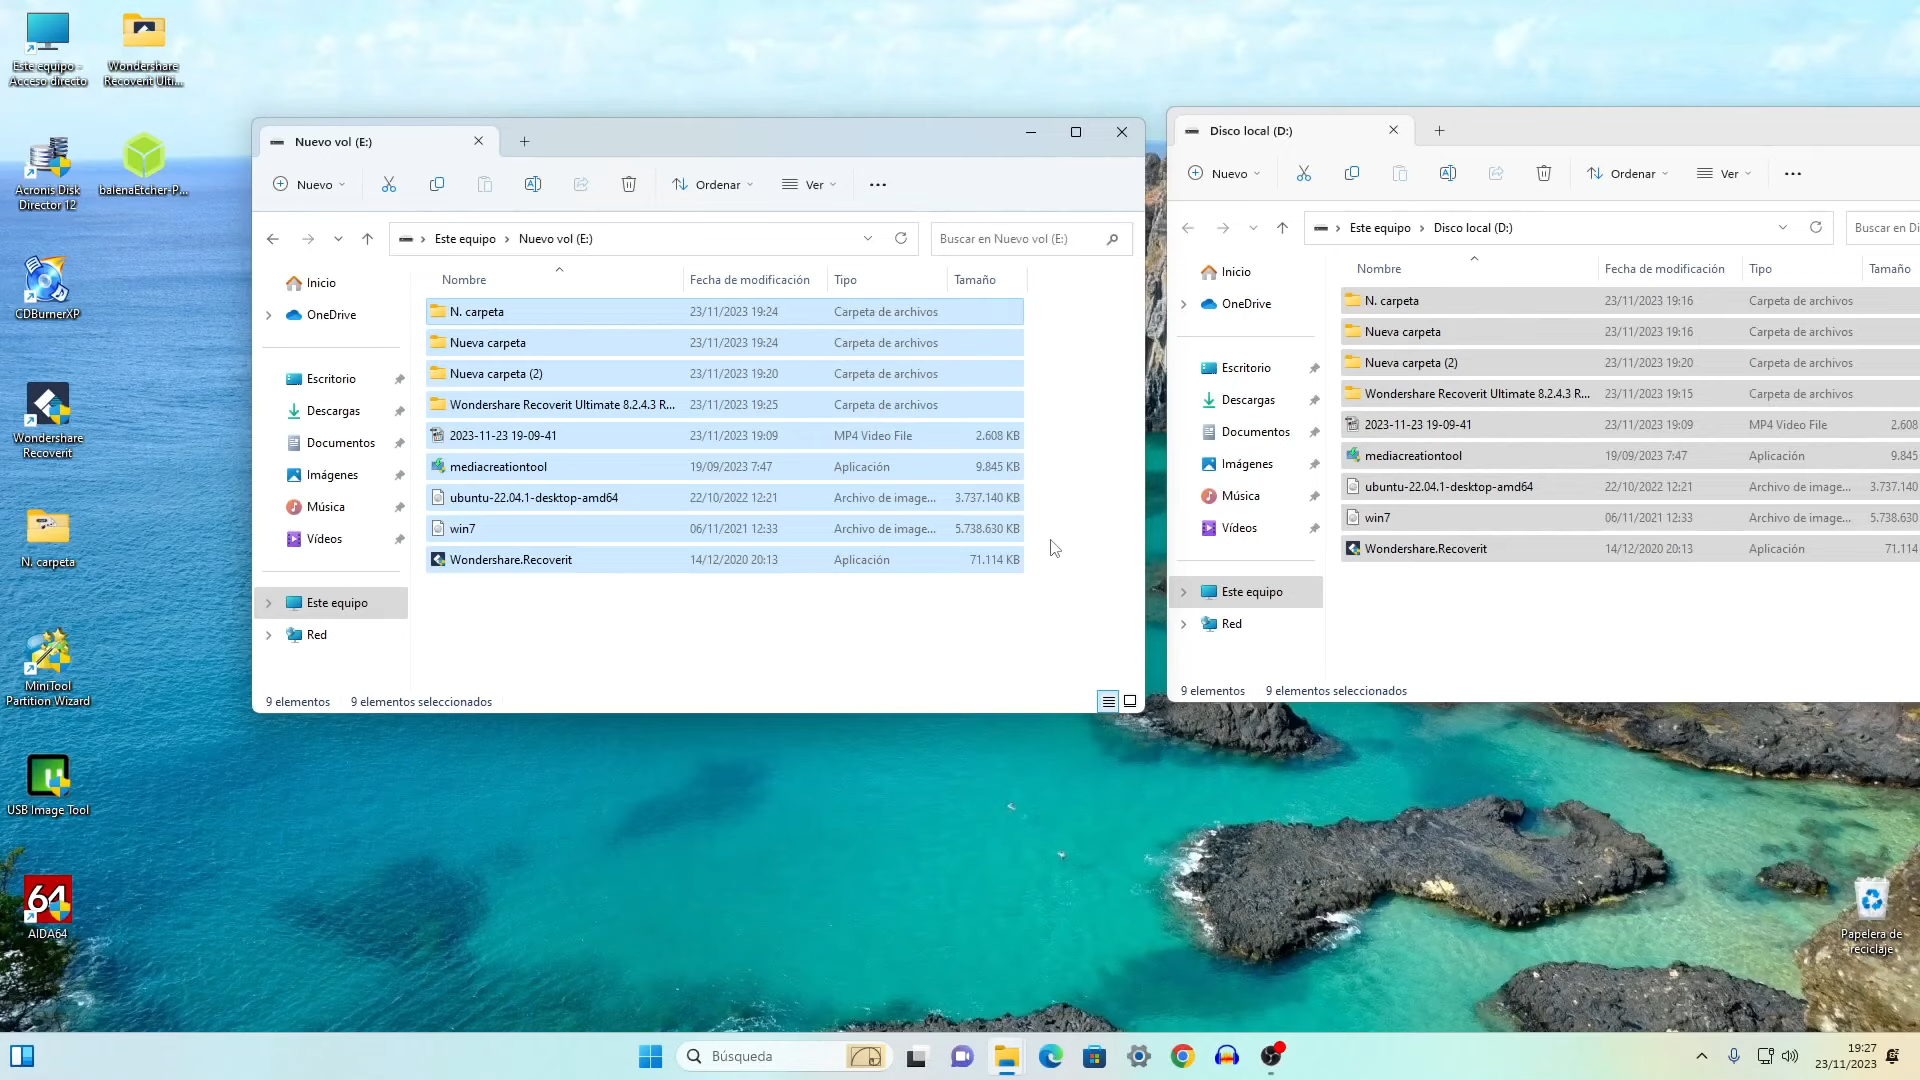 Este equipo -
Acceso directo
Wondershare
Recoverit Ulti...
Acronis Disk
Director 12
balenaEtcher-P...
CDBurnerXP
Wondershare
Recoverit
N. carpeta
MiniTool
Partition Wizard
USB Image Tool
64
AIDA64
Nuevo vol (E:)
Nuevo
Ordenar
Ver
Este equipo
Nuevo vol (E:)
Buscar en Nuevo vol (E:)
Inicio
OneDrive
Escritorio
Descargas
Documentos
Imágenes
Música
Vídeos
Este equipo
Red
Nombre Fecha de modificación Tipo Tamaño
N. carpeta 23/11/2023 19:24 Carpeta de archivos
Nueva carpeta 23/11/2023 19:24 Carpeta de archivos
Nueva carpeta (2) 23/11/2023 19:20 Carpeta de archivos
Wondershare Recoverit Ultimate 8.2.4.3 R... 23/11/2023 19:25 Carpeta de archivos
2023-11-23 19-09-41 23/11/2023 19:09 MP4 Video File 2.608 KB
mediacreationtool 19/09/2023 7:47 Aplicación 9.845 KB
ubuntu-22.04.1-desktop-amd64 22/10/2022 12:21 Archivo de image... 3.737.140 KB
win7 06/11/2021 12:33 Archivo de image... 5.738.630 KB
Wondershare.Recoverit 14/12/2020 20:13 Aplicación 71.114 KB
9 elementos 9 elementos seleccionados
Disco local (D:)
Nuevo
Ordenar
Ver
Este equipo
Disco local (D:)
Buscar en Di
Inicio
OneDrive
Escritorio
Descargas
Documentos
Imágenes
Música
Vídeos
Este equipo
Red
Nombre Fecha de modificación Tipo Tamaño
N. carpeta 23/11/2023 19:16 Carpeta de archivos
Nueva carpeta 23/11/2023 19:16 Carpeta de archivos
Nueva carpeta (2) 23/11/2023 19:20 Carpeta de archivos
Wondershare Recoverit Ultimate 8.2.4.3 R... 23/11/2023 19:15 Carpeta de archivos
2023-11-23 19-09-41 23/11/2023 19:09 MP4 Video File 2.608
mediacreationtool 19/09/2023 7:47 Aplicación 9.845
ubuntu-22.04.1-desktop-amd64 22/10/2022 12:21 Archivo de image... 3.737.140
win7 06/11/2021 12:33 Archivo de image... 5.738.630
Wondershare.Recoverit 14/12/2020 20:13 Aplicación 71.114
9 elementos 9 elementos seleccionados
Papelera de
reciclaje
Búsqueda
19:27
23/11/2023